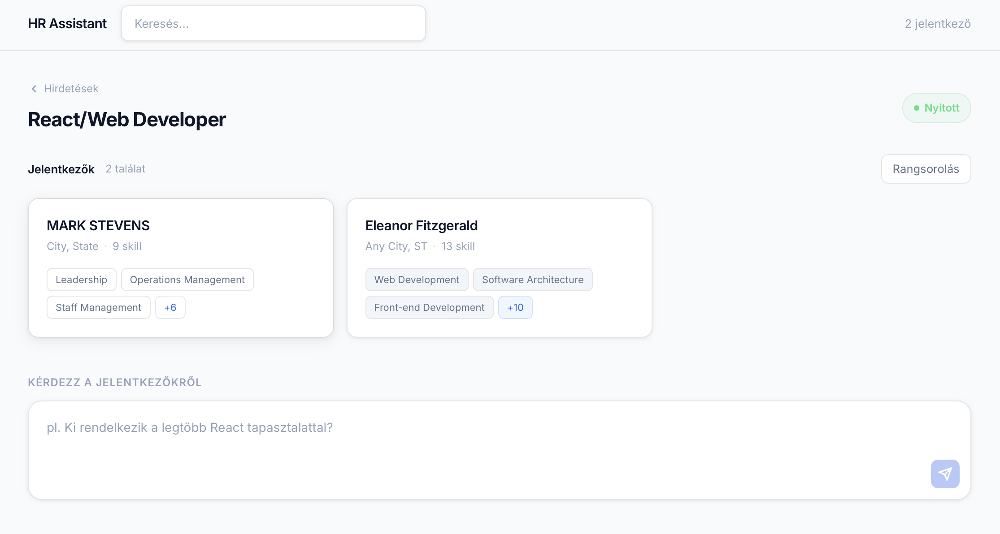 HR Assistant
Keresés...
2 jelentkező
Hirdetések
React/Web Developer
Nyitott
Jelentkezők 2 találat
Rangsorolás
MARK STEVENS
City, State · 9 skill
Leadership
Operations Management
Staff Management
+6
Eleanor Fitzgerald
Any City, ST · 13 skill
Web Development
Software Architecture
Front-end Development
+10
KÉRDEZZ A JELENTKEZŐKRŐL
pl. Ki rendelkezik a legtöbb React tapasztalattal?